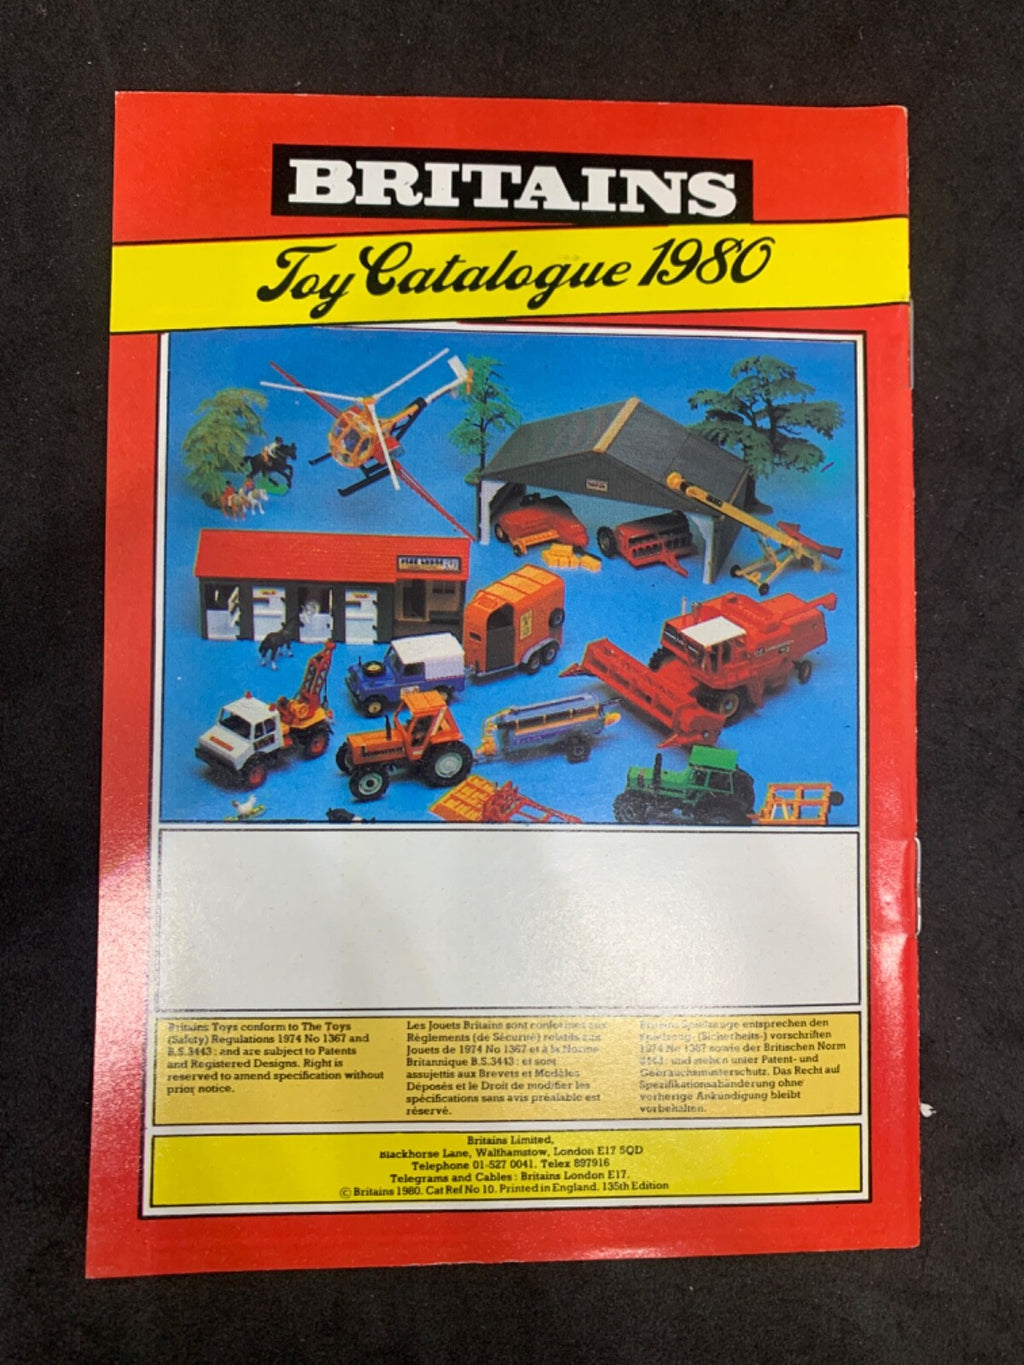 BRITAINS
Toy Catalogue 1980
Britains Toys conform to The Toys
(Safety) Regulations 1974 No 1367 and
B.S.3443: and are subject to Patents
and Registered Designs. Right is
reserved to amend specification without
prior notice.
Les Jouets Britains sont conformes aux
Règlements (de Sécurité) relatifs aux
Jouets de 1974 No 1367 et à la Norme
Britannique B.S.3443: et sont
assujettis aux Brevets et Modèles
Déposés et le Droit de modifier les
spécifications sans avis préalable est
réservé.
Britains Spielzeuge entsprechen den
(Sicherheits-) vorschriften
1974 No 1367 sowie der Britischen Norm
3443: und stehen unter Patent- und
Gebrauchsmusterschutz. Das Recht auf
Spezifikationsabänderung ohne
vorherige Ankündigung bleibt
vorbehalten.
Britains Limited,
Blackhorse Lane, Walthamstow, London E17 5QD
Telephone 01-527 0041. Telex 897916
Telegrams and Cables: Britains London E17.
© Britains 1980. Cat Ref No 10. Printed in England. 135th Edition